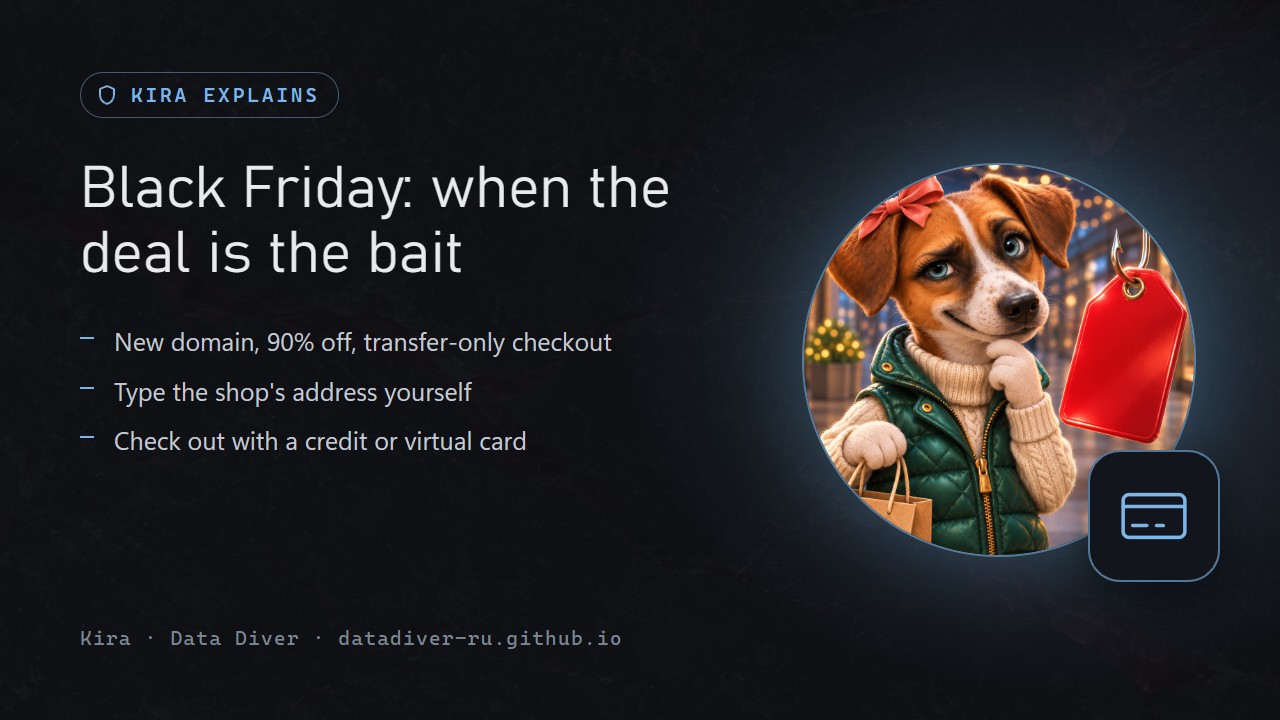 KIRA EXPLAINS
Black Friday: when the
deal is the bait
New domain, 90% off, transfer-only checkout
Type the shop's address yourself
Check out with a credit or virtual card
Kira · Data Diver · datadiver-ru.github.io